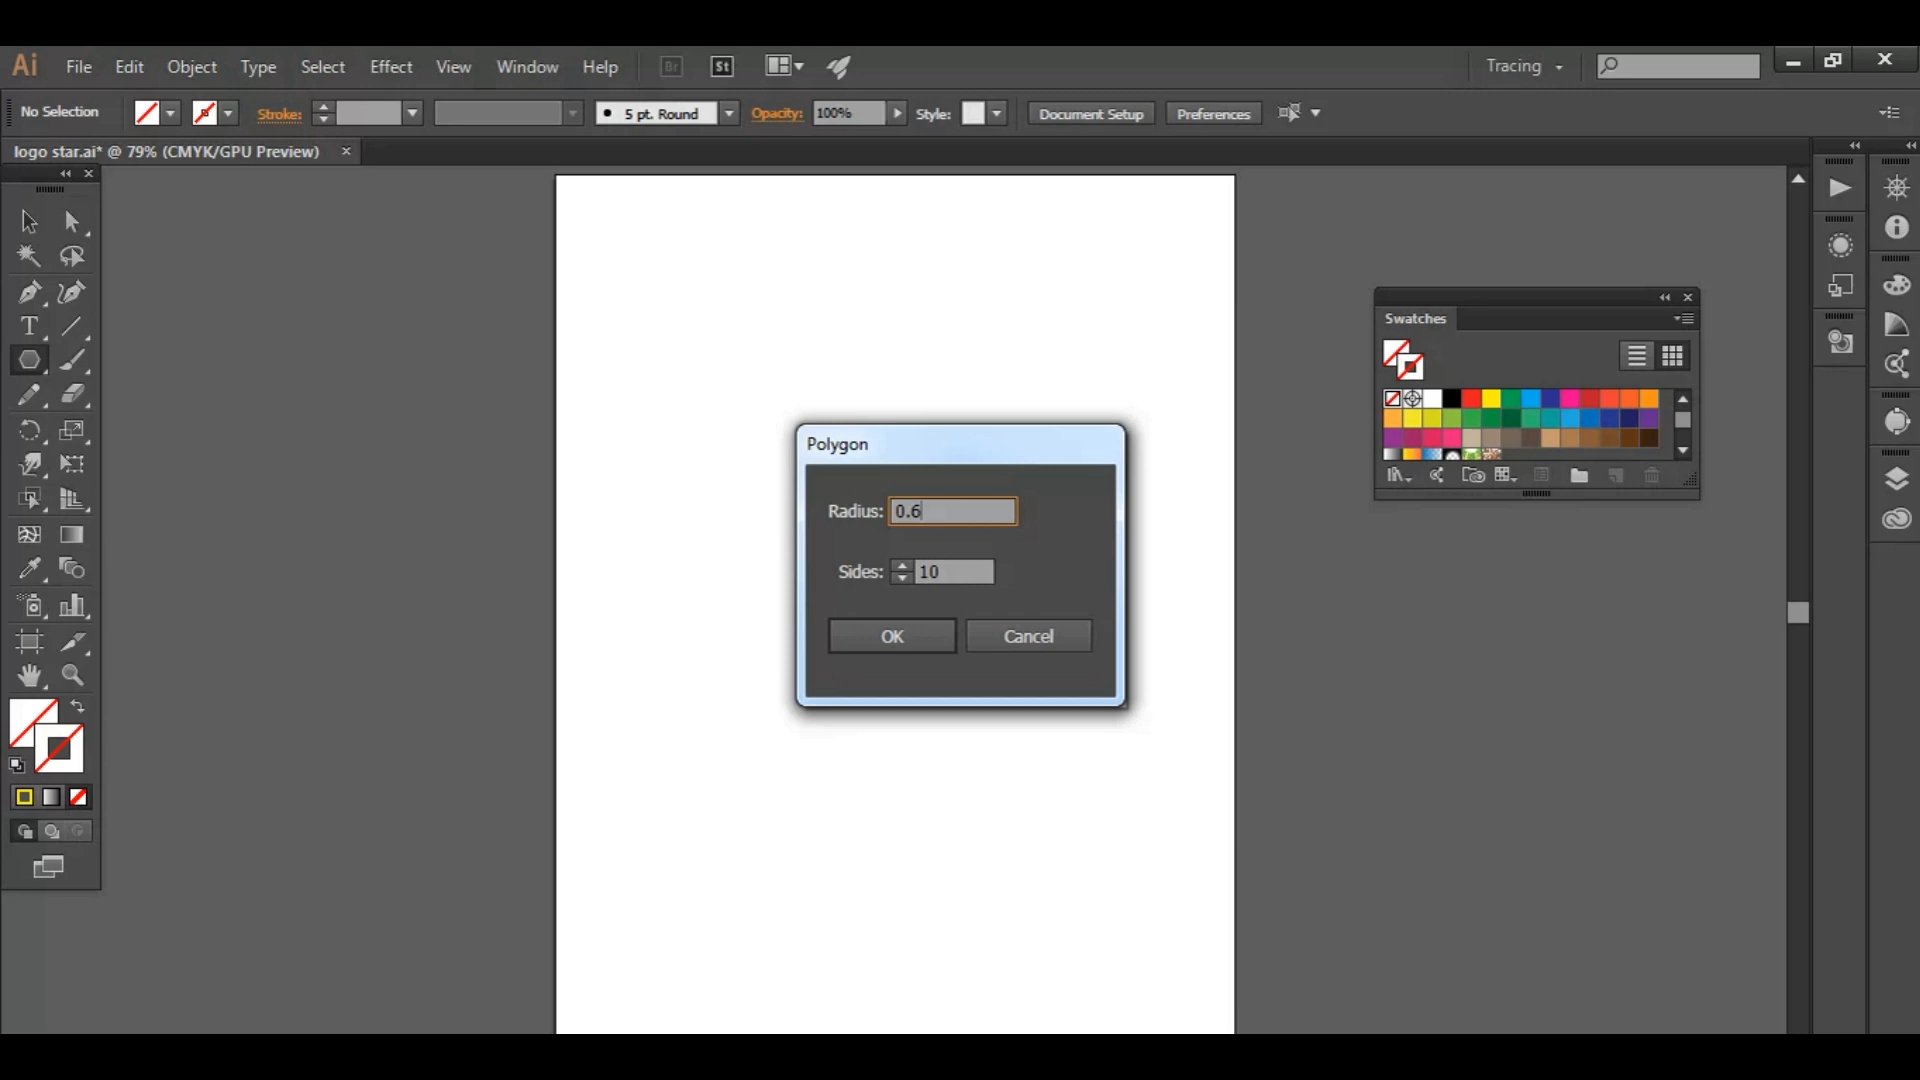 Ai File Edit Object Type Select Effect View Window Help Br St Tracing
No Selection Stroke: 5 pt. Round Opacity: 100% Style: Document Setup Preferences
logo star.ai* @ 79% (CMYK/GPU Preview)
Swatches
Polygon
Radius: 0.6
Sides: 10
OK Cancel